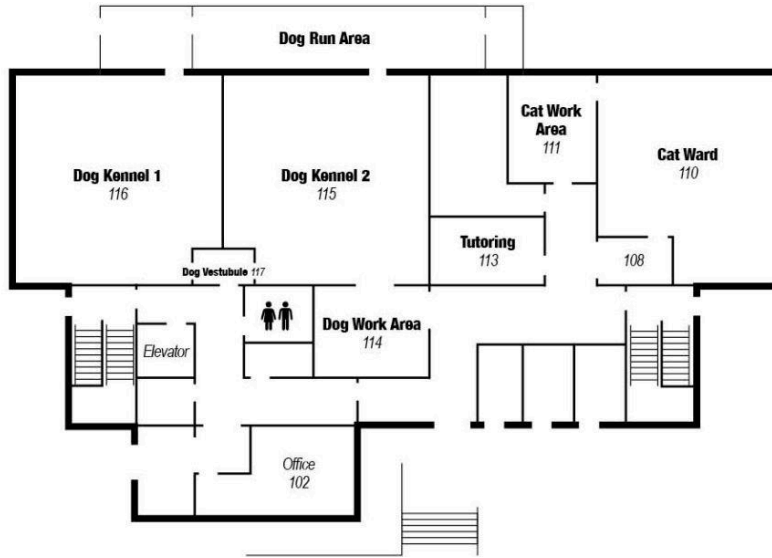 Dog Run Area
Cat Work
Area
111
Dog Kennel 1
116
Dog Kennel 2
115
Cat Ward
110
Tutoring
113
108
Dog Vestubule 117
Dog Work Area
114
Elevator
Office
102